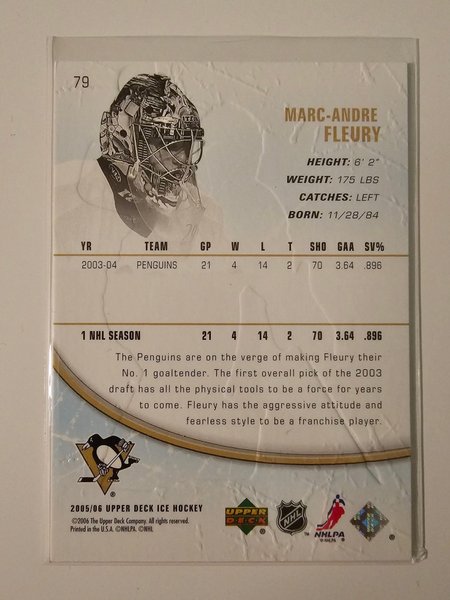 79
MARC-ANDRE
FLEURY
HEIGHT: 6' 2"
WEIGHT: 175 LBS
CATCHES: LEFT
BORN: 11/28/84
YR TEAM GP W L T SHO GAA SV%
2003-04 PENGUINS 21 4 14 2 70 3.64 .896
1 NHL SEASON 21 4 14 2 70 3.64 .896
The Penguins are on the verge of making Fleury their
No. 1 goaltender. The first overall pick of the 2003
draft has all the physical tools to be a force for years
to come. Fleury has the aggressive attitude and
fearless style to be a franchise player.
2005/06 UPPER DECK ICE HOCKEY
©2006 The Upper Deck Company. All rights reserved.
Printed in the U.S.A. ©NHLPA. ©NHL
UPPER
DECK
NHL
NHLPA
©NHLPA